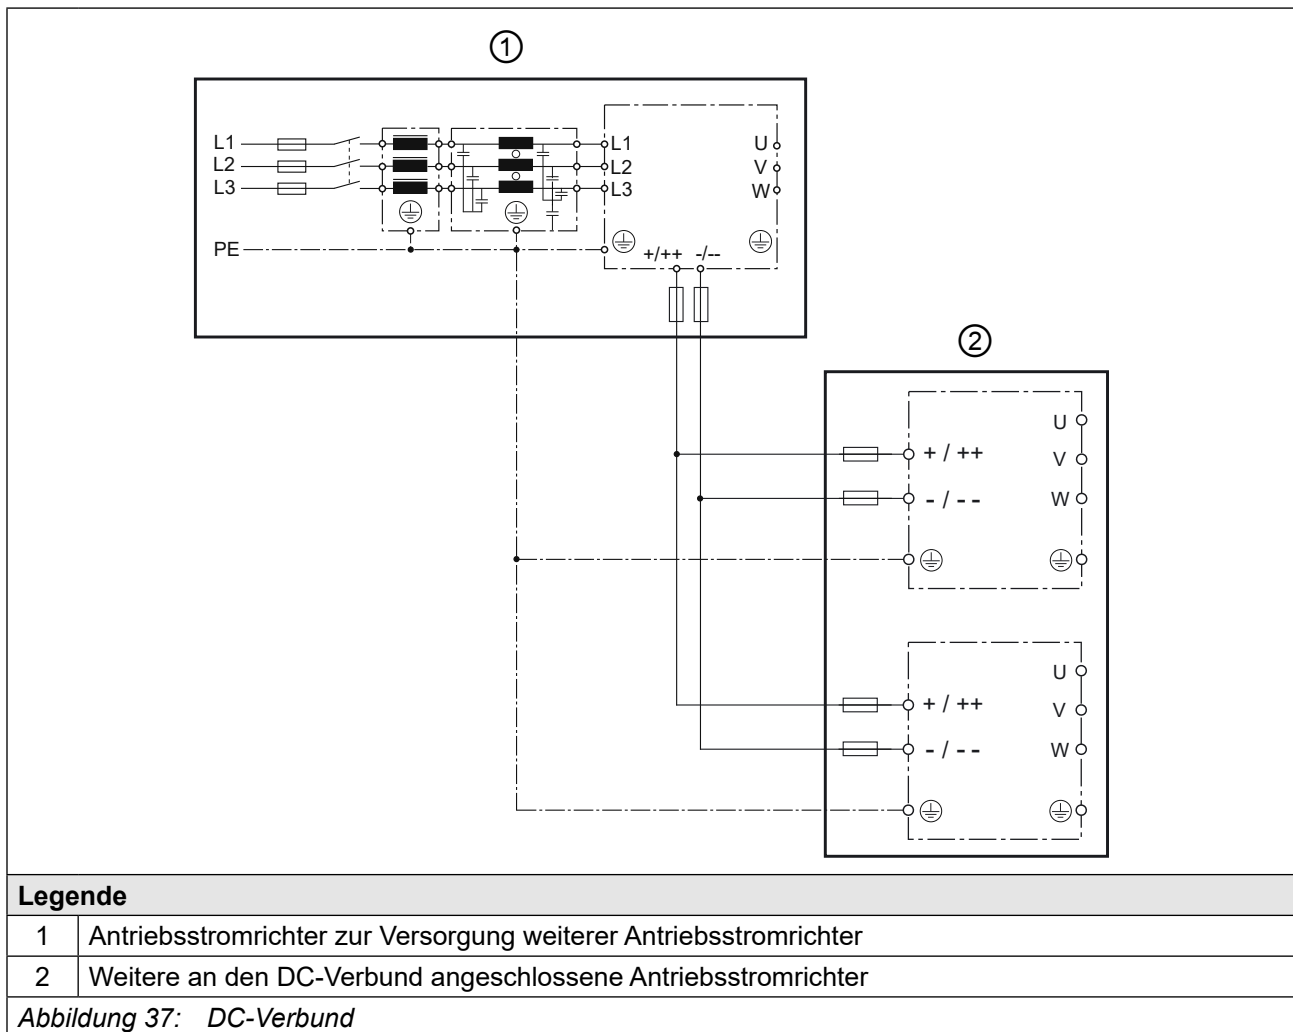 1
L1
L2
L3
PE
L1
L2
L3
U
V
W
+/++ -/--
2
U
+ / ++
V
- / - -
W
U
+ / ++
V
- / - -
W
Legende
1 Antriebsstromrichter zur Versorgung weiterer Antriebsstromrichter
2 Weitere an den DC-Verbund angeschlossene Antriebsstromrichter
Abbildung 37: DC-Verbund